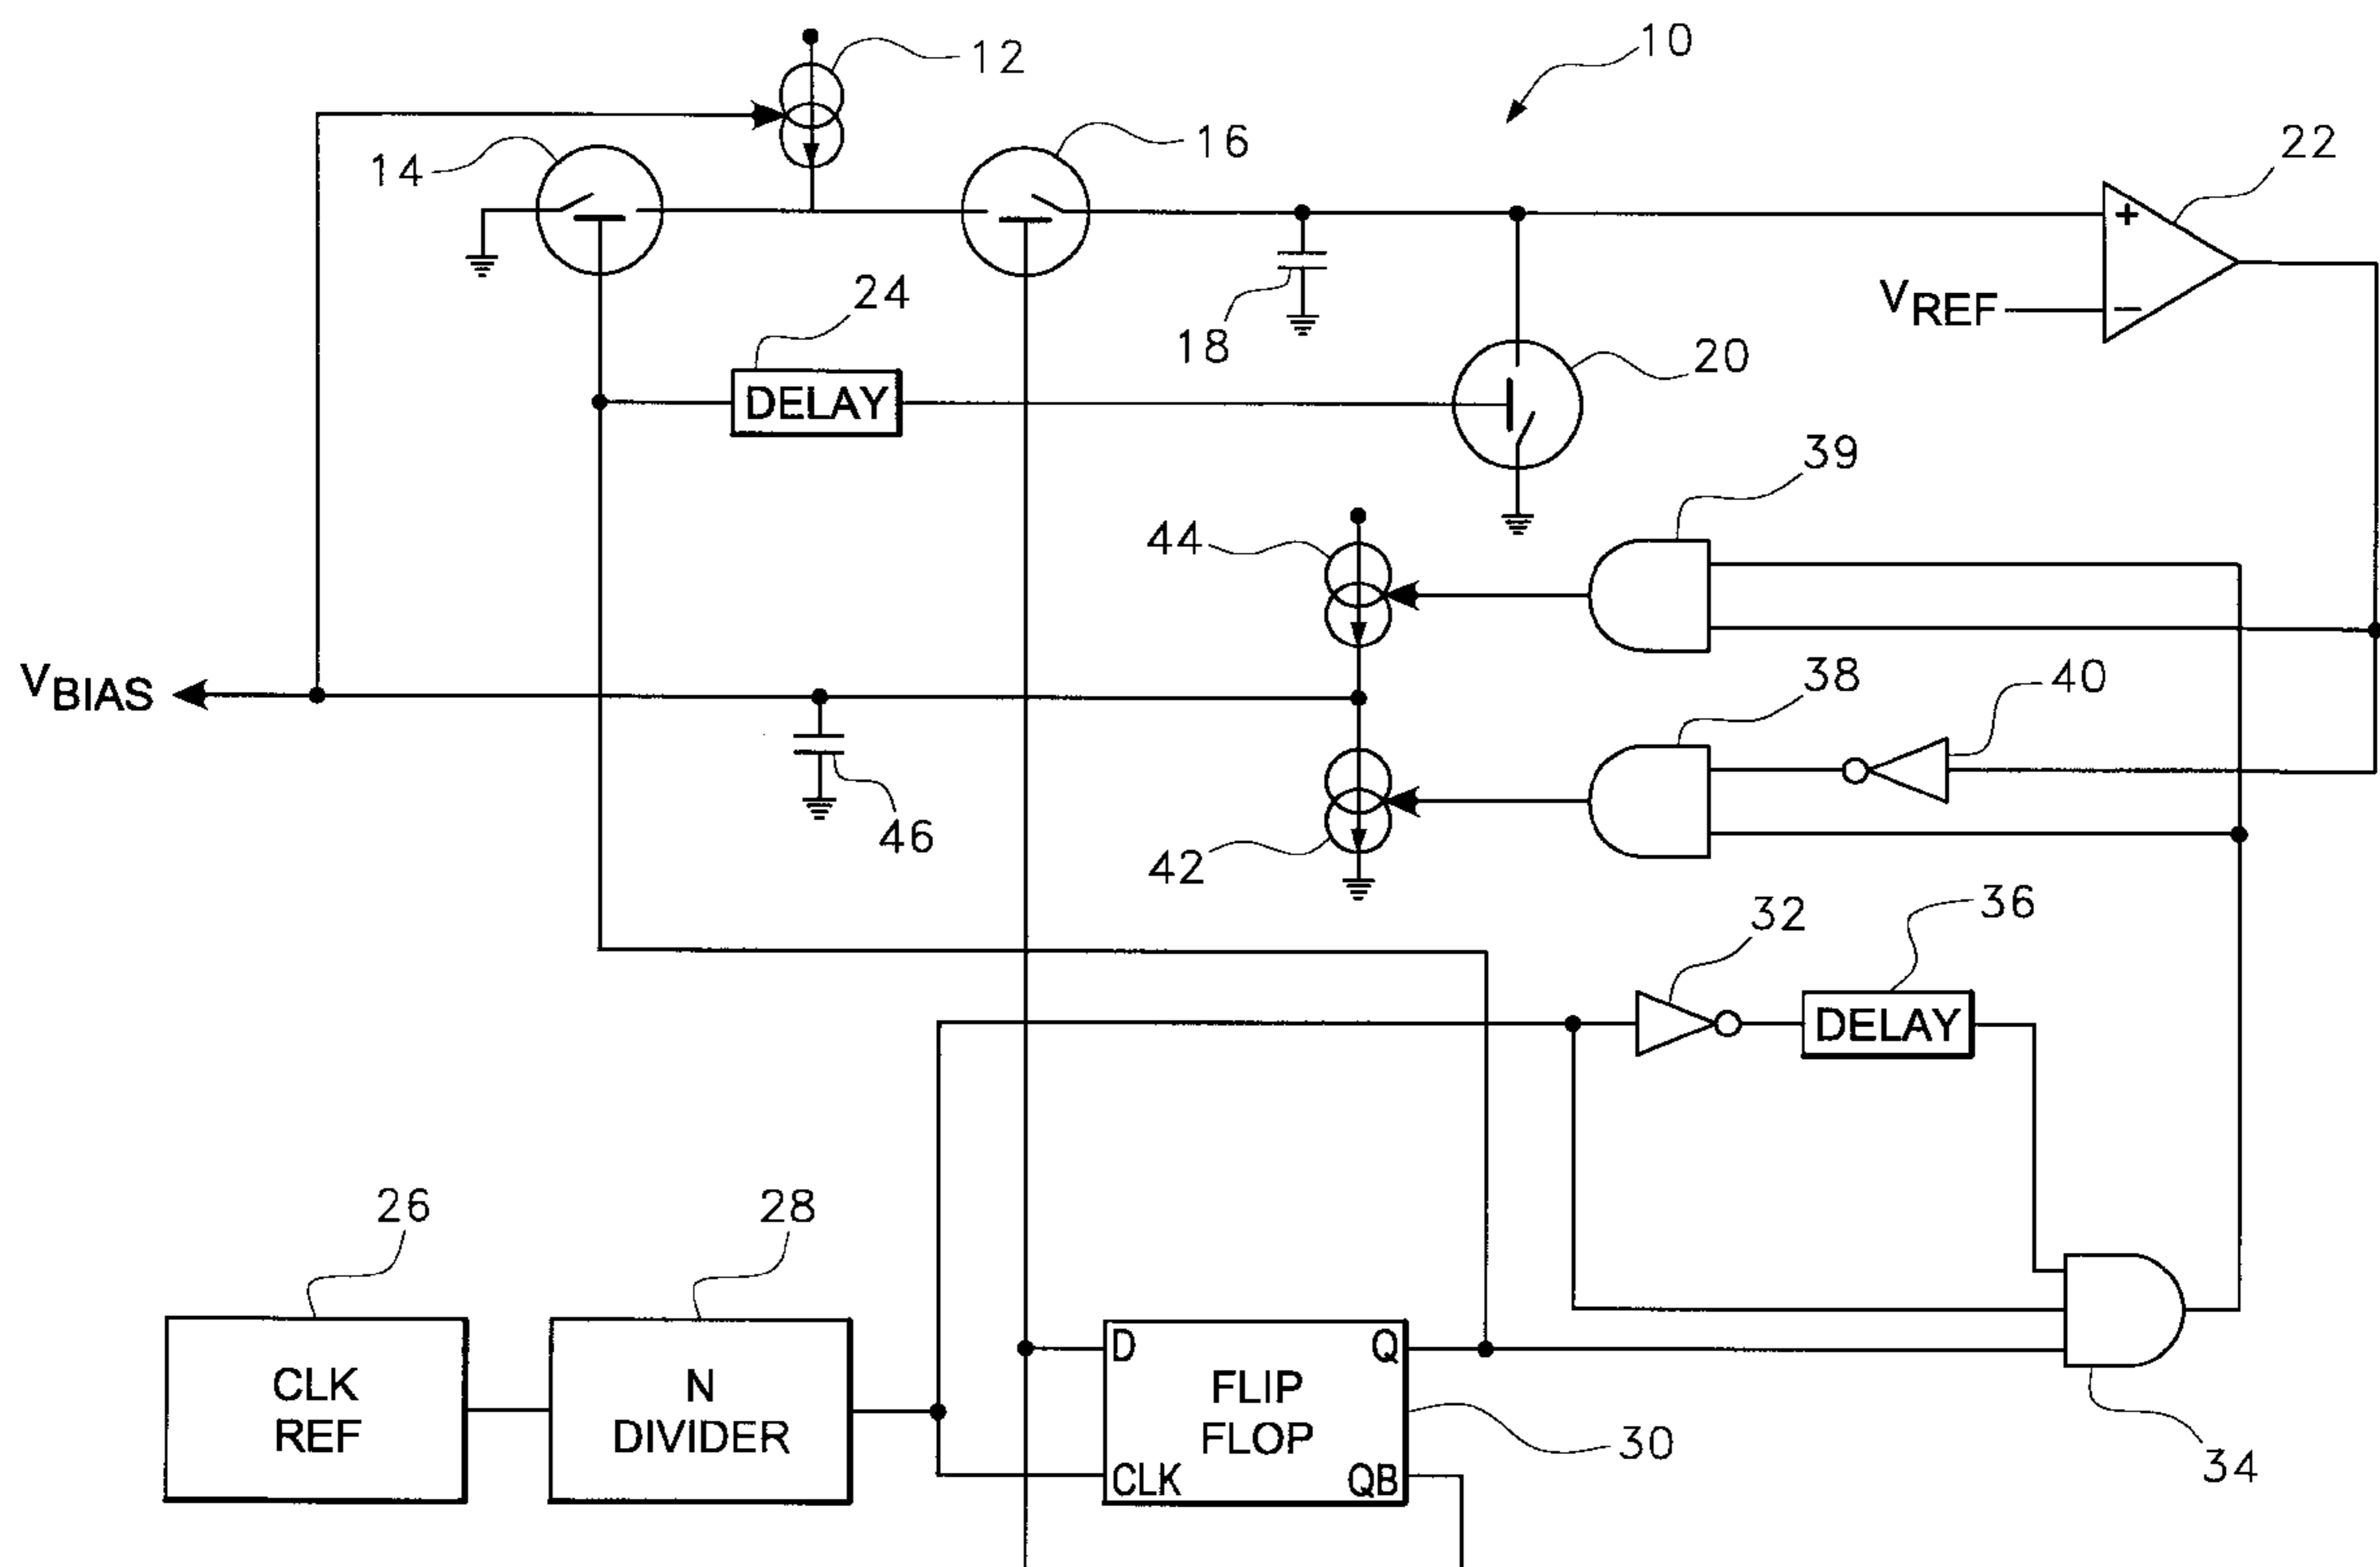 10
12
16
14
22
+
24
VREF
−
18
20
DELAY
39
44
VBIAS
38
40
46
42
32
36
DELAY
26
28
D
Q
CLK
REF
N
DIVIDER
FLIP
FLOP
30
34
CLK
QB